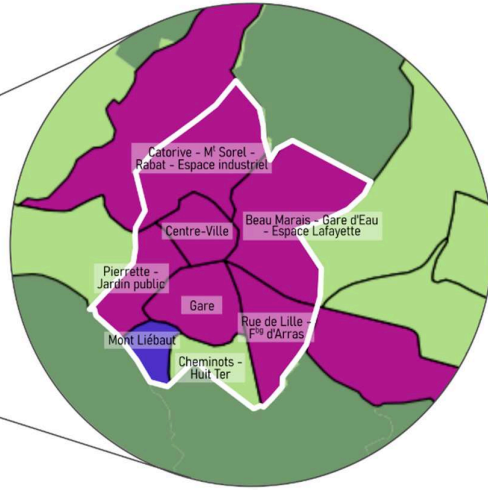 Catorive - Mᵗ Sorel -
Rabat - Espace industriel
Centre-Ville
Beau Marais - Gare d'Eau
- Espace Lafayette
Pierrette -
Jardin public
Gare
Rue de Lille -
Fᵇᵍ d'Arras
Mont Liébaut
Cheminots -
Huit Ter